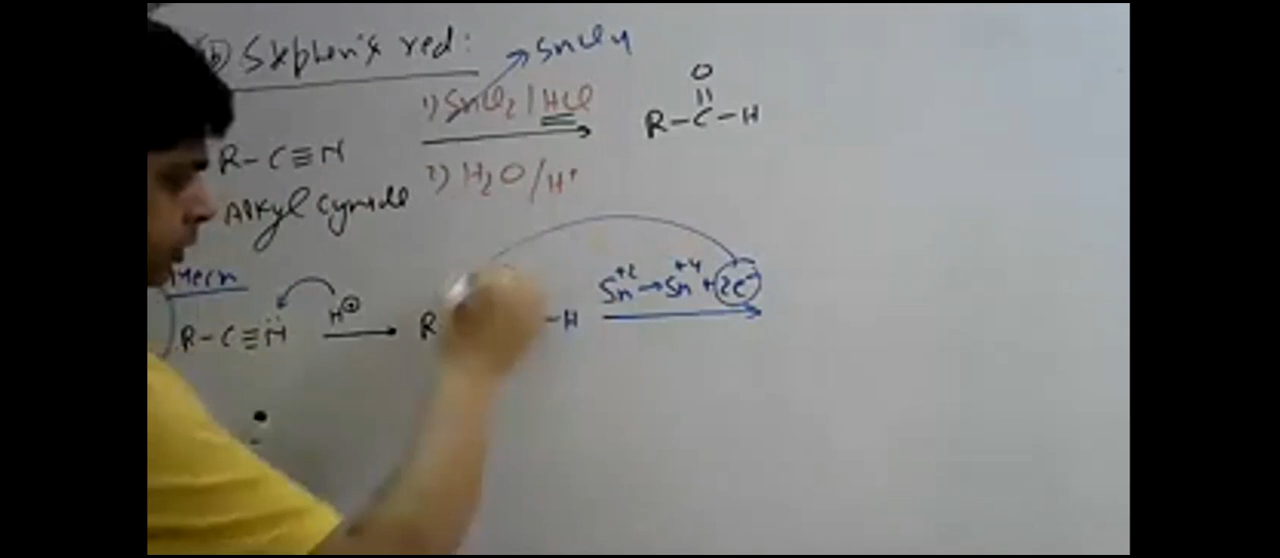 b) Stephen's red:
SnCl4
1) SnCl2 / HCl
R-C≡N
2) H2O/H+
O
||
R-C-H
Alkyl Cyanide
Mech
R-C≡N̈
H⊕
R
-H
Sn+2 → Sn+4 + 2e-